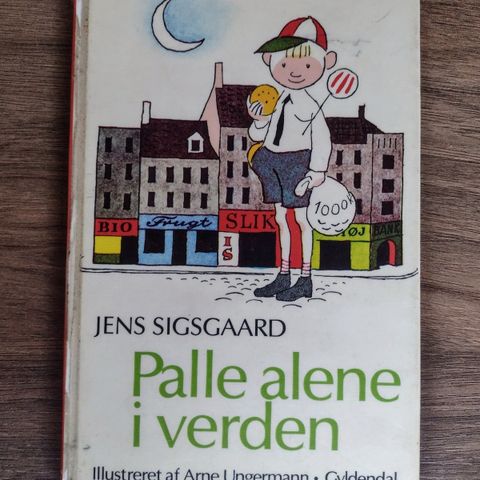 BIO
Frugt
SLIK
IS
TØJ
BANK
1000 k
JENS SIGSGAARD
Palle alene
i verden
Illustreret af Arne Ungermann • Gyldendal